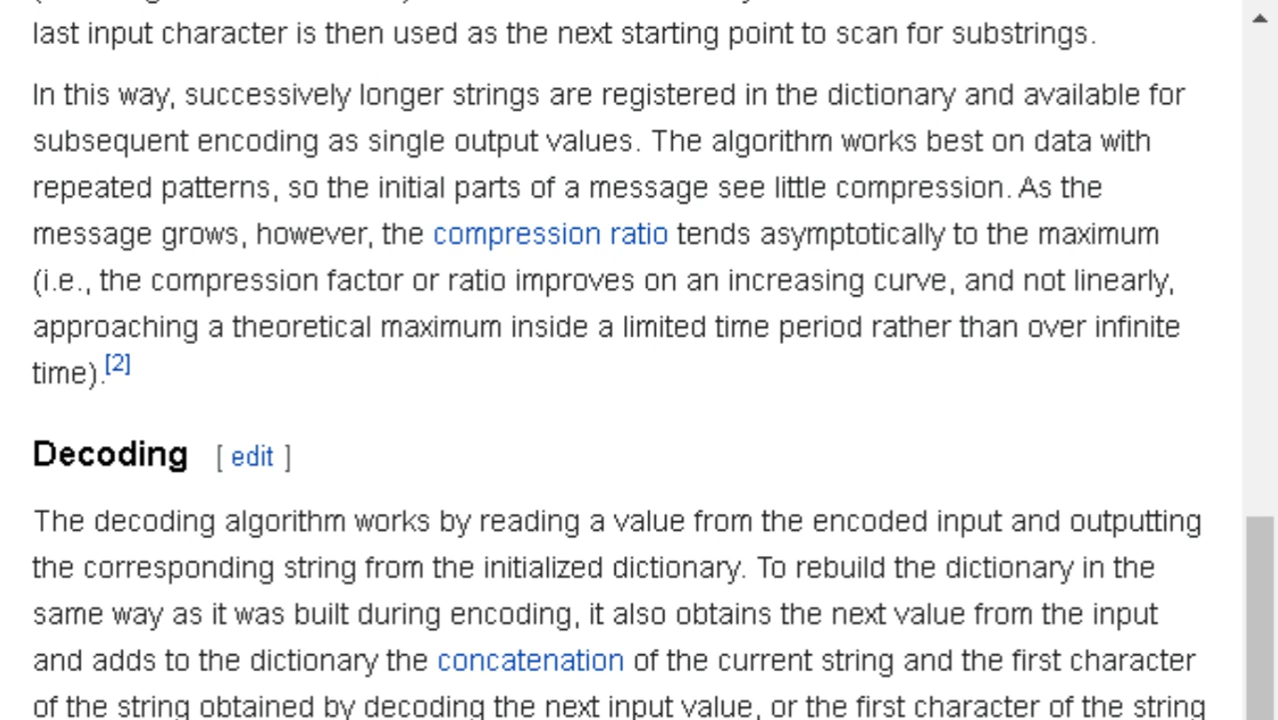 last input character is then used as the next starting point to scan for substrings.
In this way, successively longer strings are registered in the dictionary and available for
subsequent encoding as single output values. The algorithm works best on data with
repeated patterns, so the initial parts of a message see little compression. As the
message grows, however, the compression ratio tends asymptotically to the maximum
(i.e., the compression factor or ratio improves on an increasing curve, and not linearly,
approaching a theoretical maximum inside a limited time period rather than over infinite
time).[2]
Decoding [ edit ]
The decoding algorithm works by reading a value from the encoded input and outputting
the corresponding string from the initialized dictionary. To rebuild the dictionary in the
same way as it was built during encoding, it also obtains the next value from the input
and adds to the dictionary the concatenation of the current string and the first character
of the string obtained by decoding the next input value, or the first character of the string